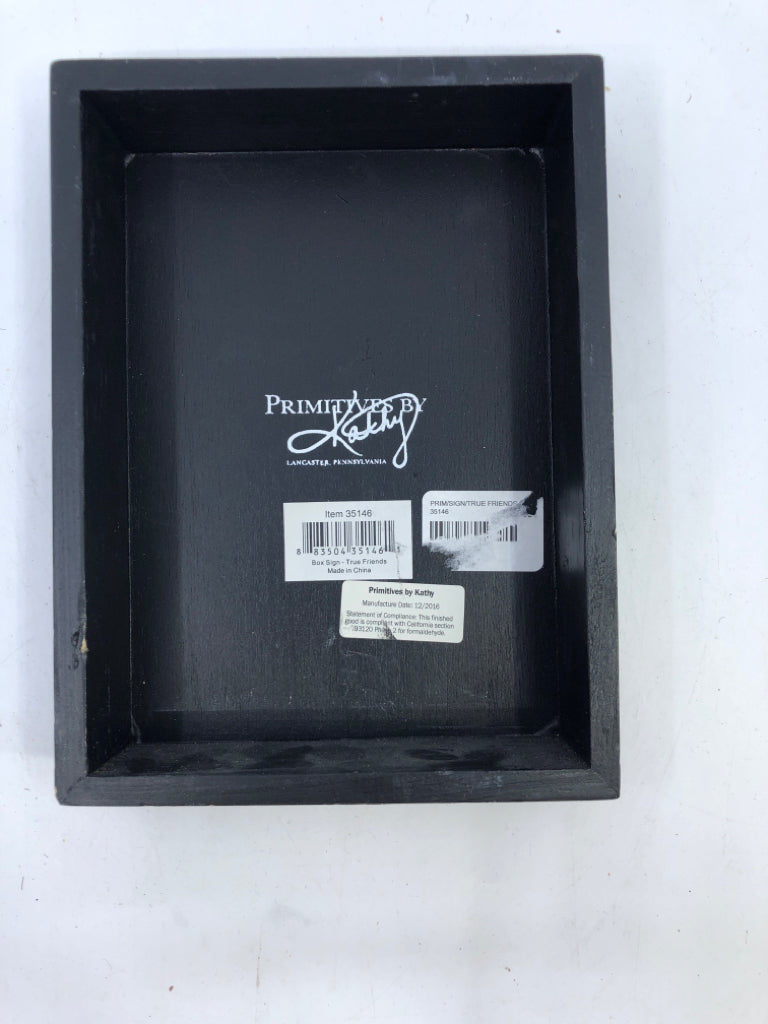 PRIMITIVES BY
Kathy
LANCASTER, PENNSYLVANIA
Item 35146
8 83504 35146
Box Sign - True Friends
Made in China
PRIM/SIGN/TRUE FRIENDS
35146
Primitives by Kathy
Manufacture Date: 12/2016
Statement of Compliance: This finished
good is compliant with California section
93120 Phase 2 for formaldehyde.